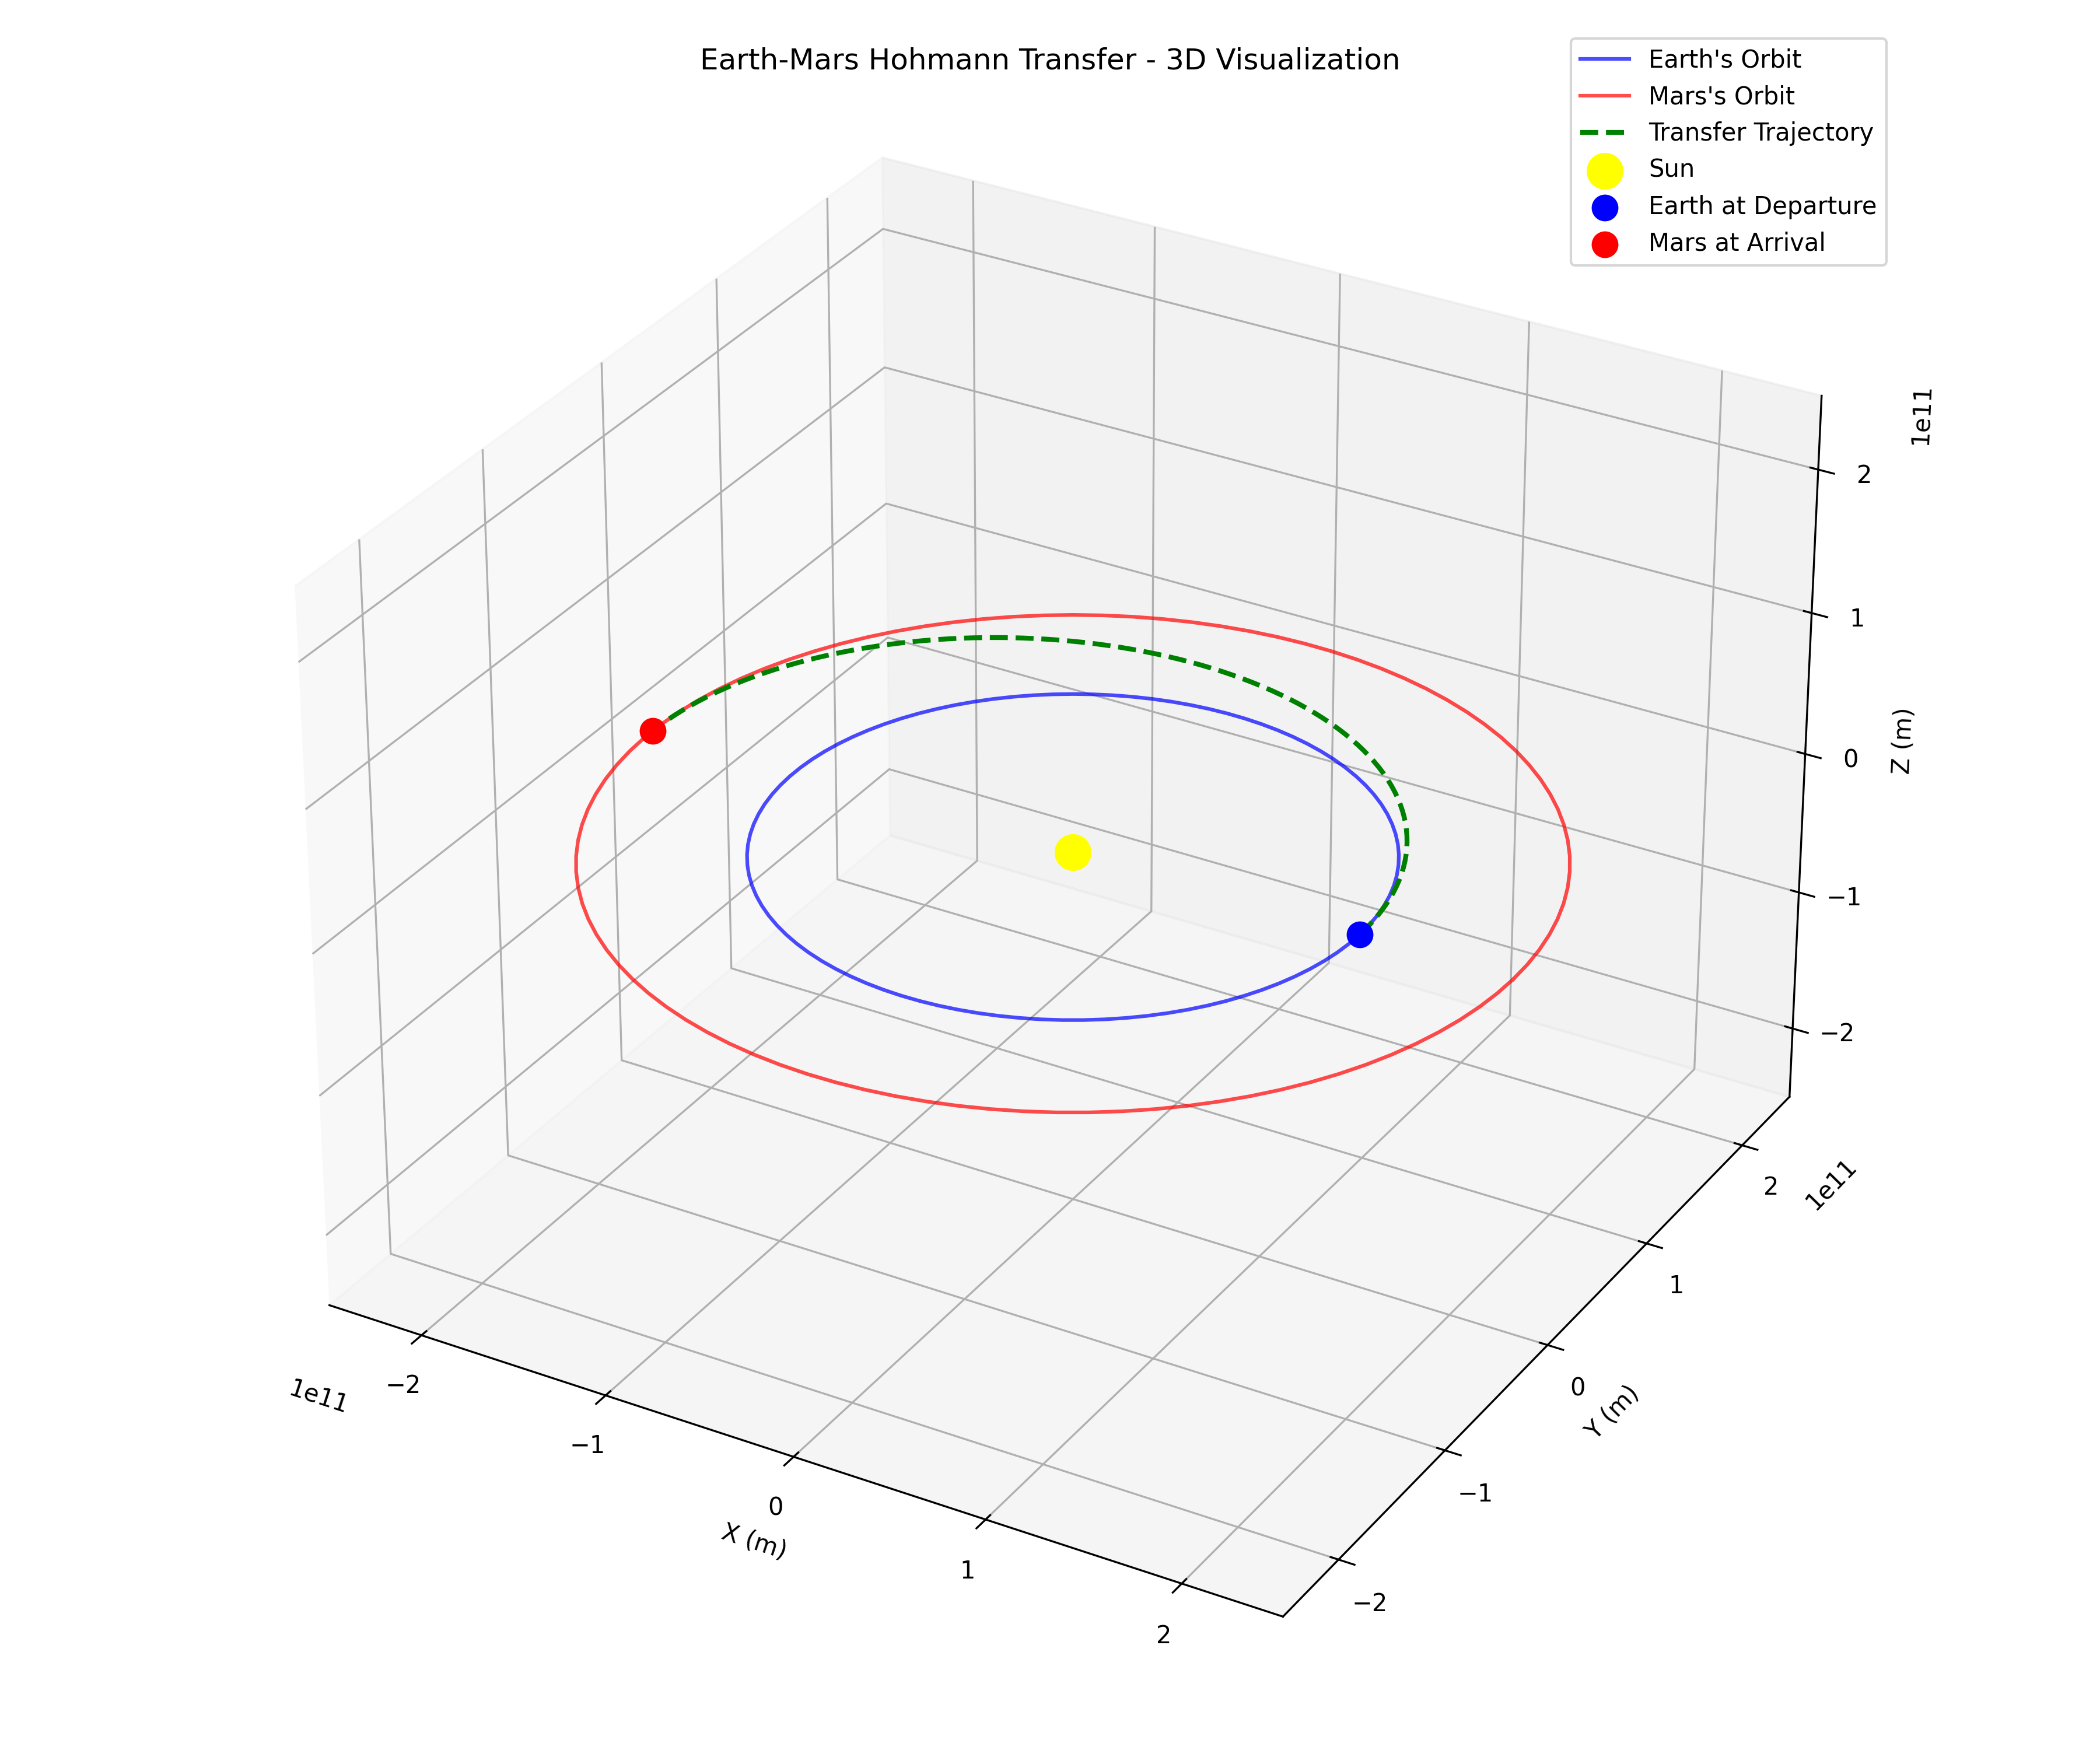 Earth-Mars Hohmann Transfer - 3D Visualization
Earth's Orbit
Mars's Orbit
Transfer Trajectory
Sun
Earth at Departure
Mars at Arrival
1e11
2
1
0
−1
−2
Z (m)
1e11
2
1
0
−1
−2
Y (m)
1e11
−2
−1
0
1
2
X (m)